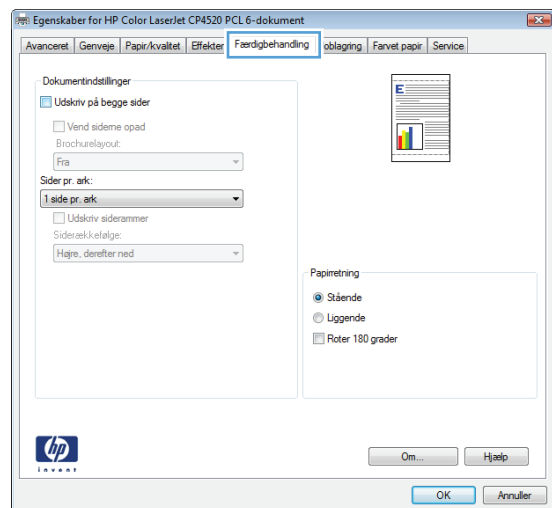 Egenskaber for HP Color LaserJet CP4520 PCL 6-dokument
Avanceret Genveje Papir/kvalitet Effekter Færdigbehandling oblagring Farvet papir Service
Dokumentindstillinger
Udskriv på begge sider
Vend siderne opad
Brochurelayout:
Fra
Sider pr. ark:
1 side pr. ark
Udskriv siderammer
Siderækkefølge:
Højre, derefter ned
E
Papirretning
Stående
Liggende
Roter 180 grader
hp
invent
Om... Hjælp
OK Annuller